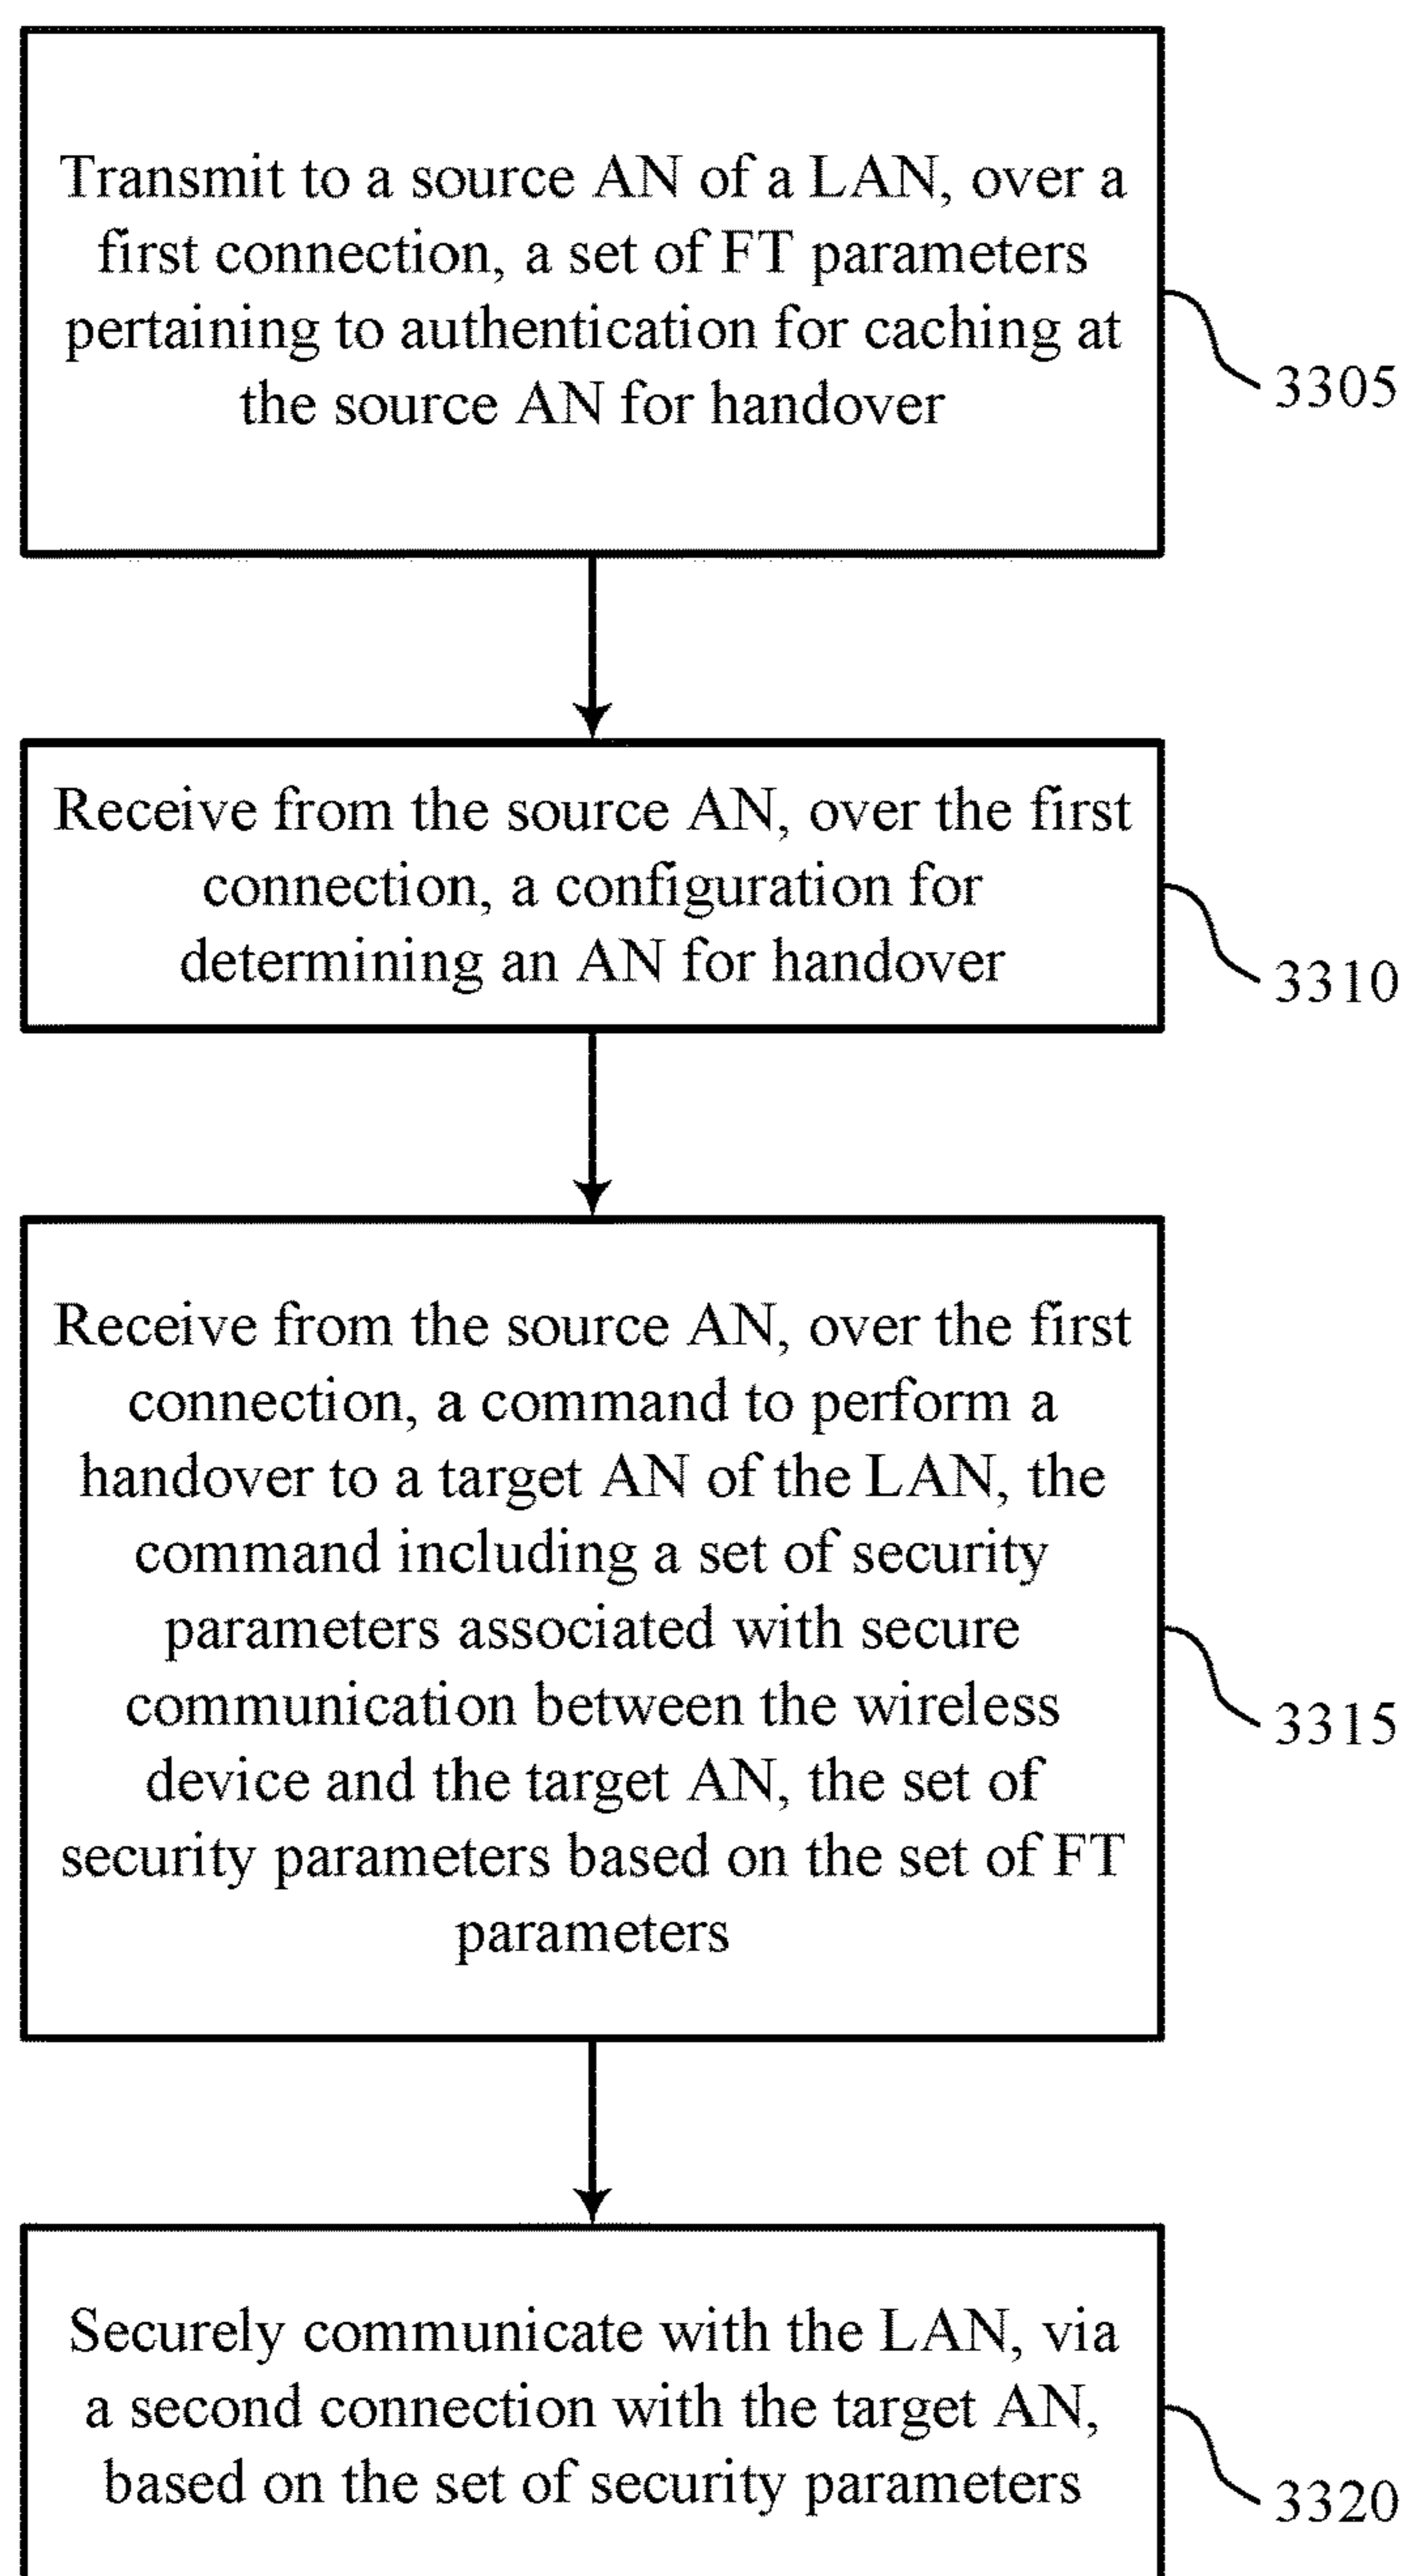 Transmit to a source AN of a LAN, over a
first connection, a set of FT parameters
pertaining to authentication for caching at
the source AN for handover
3305
Receive from the source AN, over the first
connection, a configuration for
determining an AN for handover
3310
Receive from the source AN, over the first
connection, a command to perform a
handover to a target AN of the LAN, the
command including a set of security
parameters associated with secure
communication between the wireless
device and the target AN, the set of
security parameters based on the set of FT
parameters
3315
Securely communicate with the LAN, via
a second connection with the target AN,
based on the set of security parameters
3320